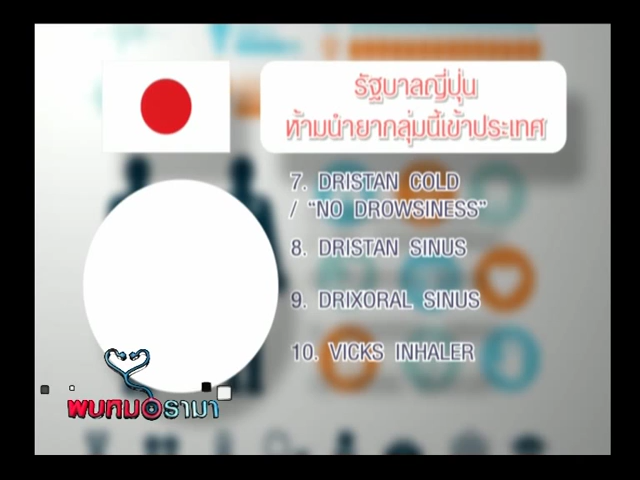 รัฐบาลญี่ปุ่น
ห้ามนำยากลุ่มนี้เข้าประเทศ
7. DRISTAN COLD
/ “NO DROWSINESS”
8. DRISTAN SINUS
9. DRIXORAL SINUS
10. VICKS INHALER
พบหมอรามา